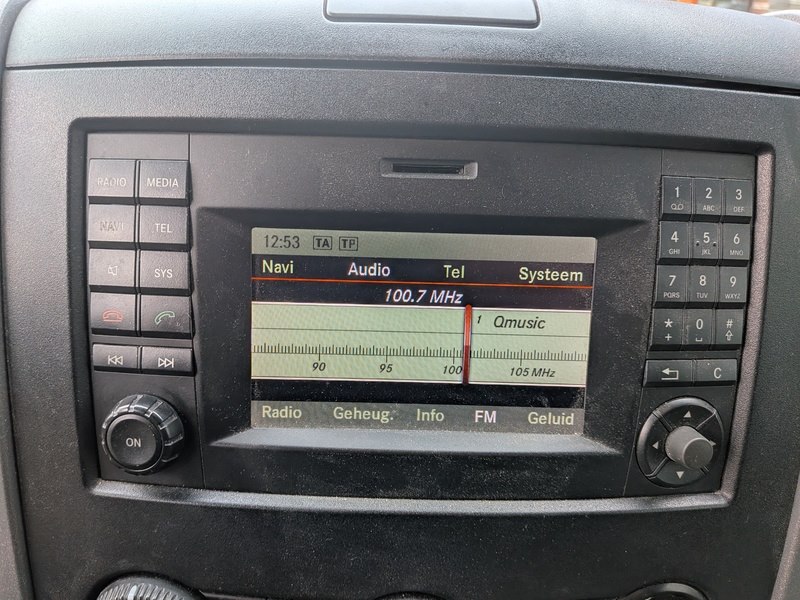 RADIO MEDIA
NAVI TEL
SYS
ON
12:53 TA TP
Navi Audio Tel Systeem
100.7 MHz
1 Qmusic
90 95 100 105 MHz
Radio Geheug. Info FM Geluid
1 2 ABC 3 DEF
4 GHI 5 JKL 6 MNO
7 PQRS 8 TUV 9 WXYZ
* + 0 #
C